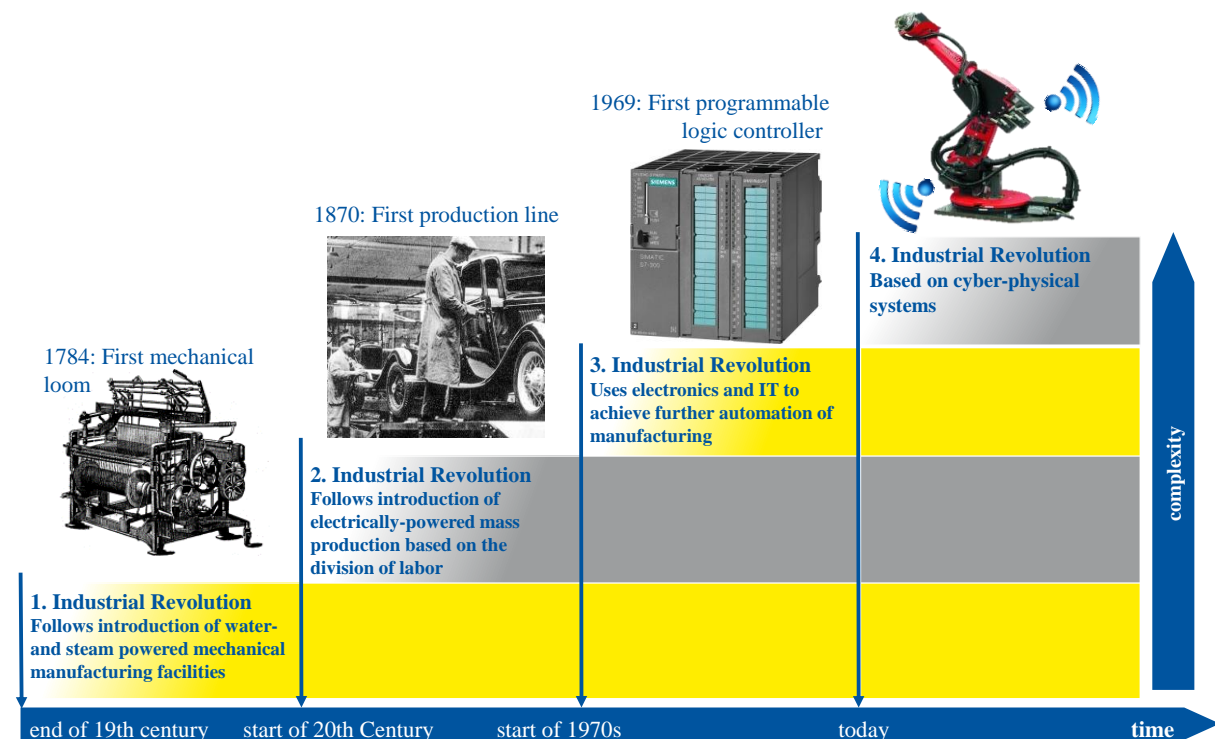 1969: First programmable
logic controller
SIEMENS
SIMATIC
S7-300
1870: First production line
4. Industrial Revolution
Based on cyber-physical
systems
1784: First mechanical
loom
3. Industrial Revolution
Uses electronics and IT to
achieve further automation of
manufacturing
2. Industrial Revolution
Follows introduction of
electrically-powered mass
production based on the
division of labor
1. Industrial Revolution
Follows introduction of water-
and steam powered mechanical
manufacturing facilities
complexity
end of 19th century
start of 20th Century
start of 1970s
today
time